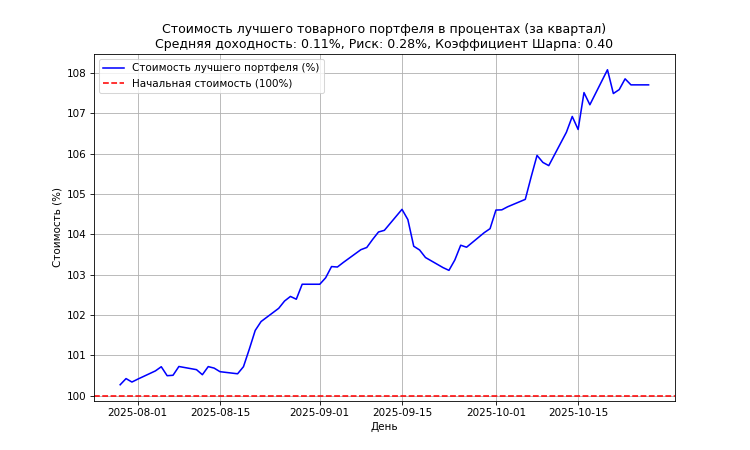 Стоимость лучшего товарного портфеля в процентах (за квартал)
Средняя доходность: 0.11%, Риск: 0.28%, Коэффициент Шарпа: 0.40
Стоимость лучшего портфеля (%)
Начальная стоимость (100%)
Стоимость (%)
108
107
106
105
104
103
102
101
100
2025-08-01
2025-08-15
2025-09-01
2025-09-15
2025-10-01
2025-10-15
День